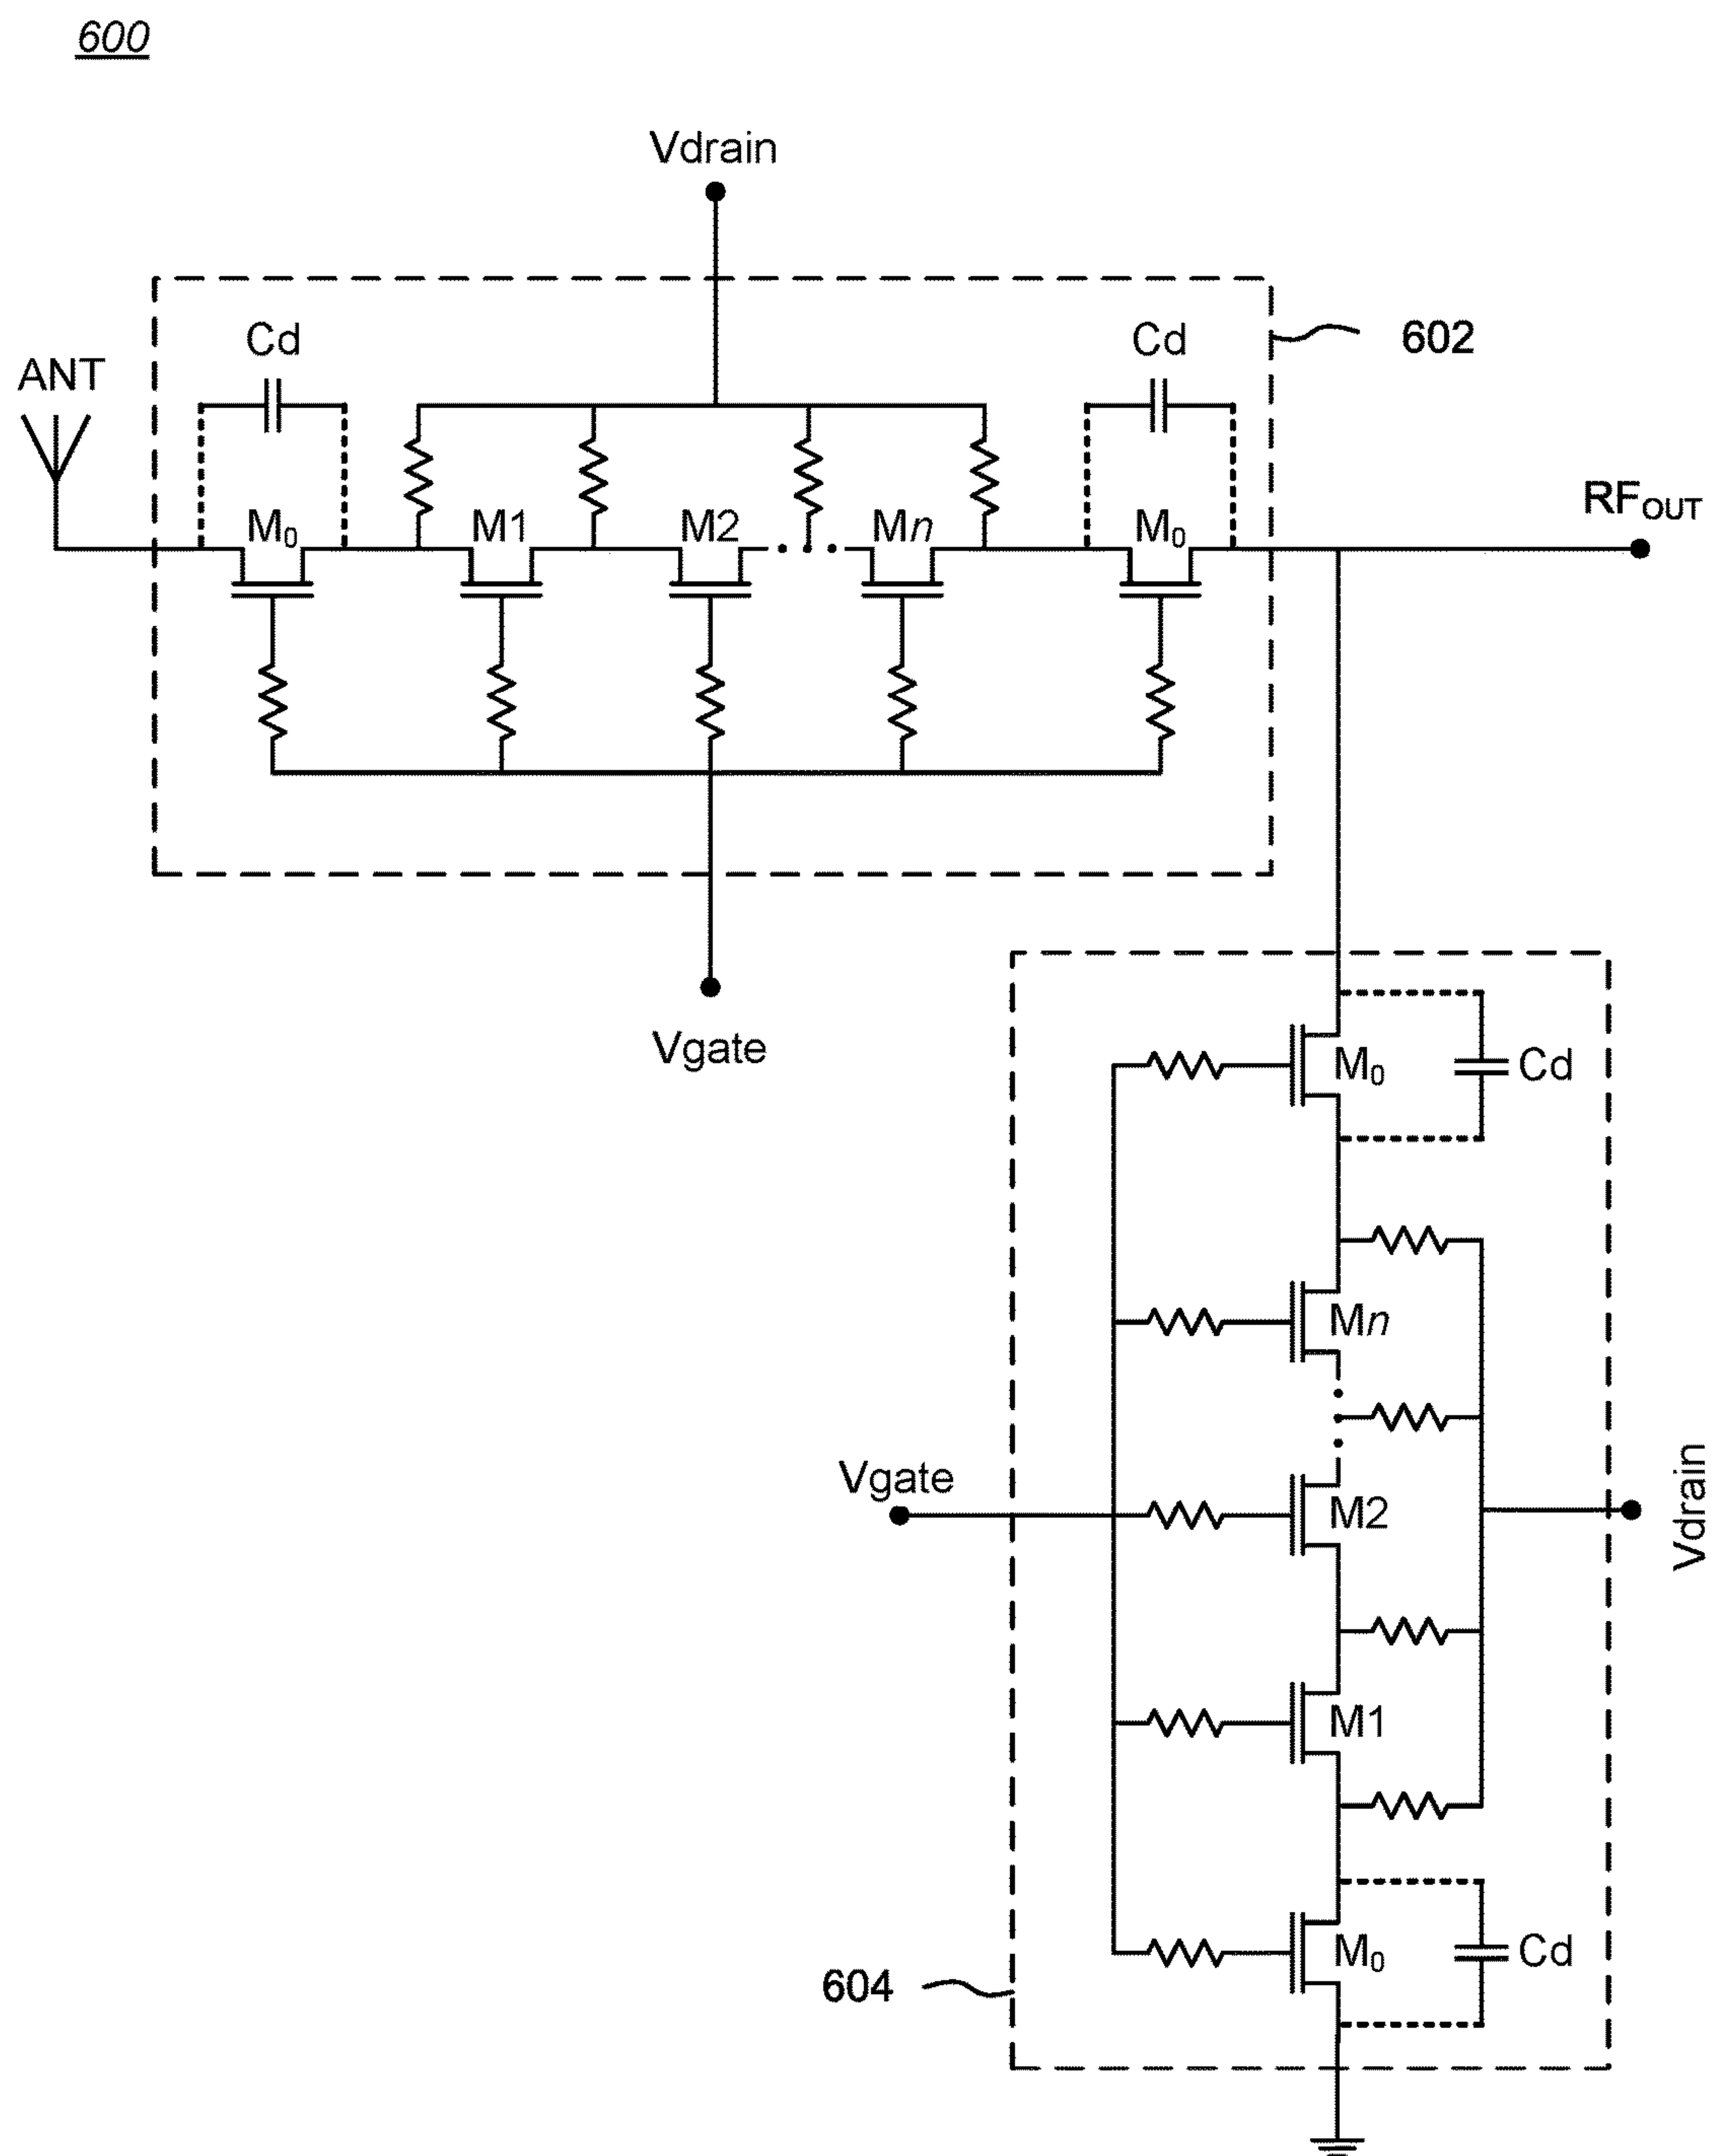 600
Vdrain
Cd
Cd
602
ANT
M₀
M1
M2
Mn
M₀
RF_OUT
Vgate
M₀
Cd
Mn
Vgate
M2
Vdrain
M1
M₀
Cd
604